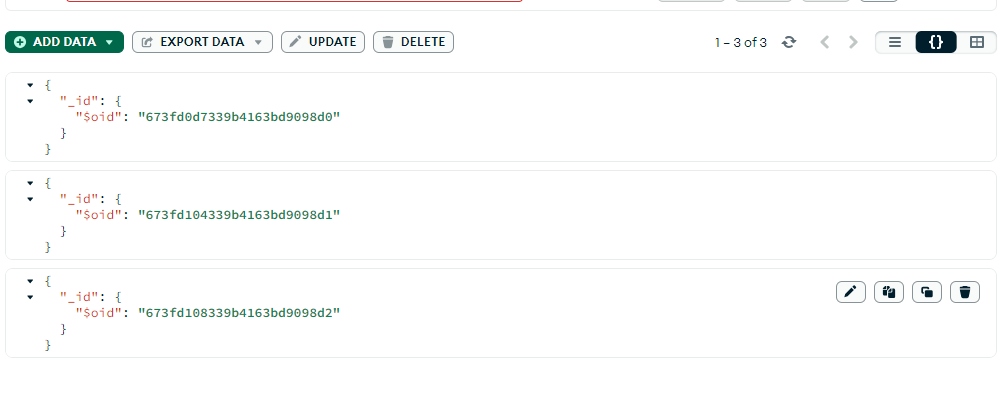 ADD DATA EXPORT DATA UPDATE DELETE 1 – 3 of 3 {}
{
"_id": {
"$oid": "673fd0d7339b4163bd9098d0"
}
}
{
"_id": {
"$oid": "673fd104339b4163bd9098d1"
}
}
{
"_id": {
"$oid": "673fd108339b4163bd9098d2"
}
}